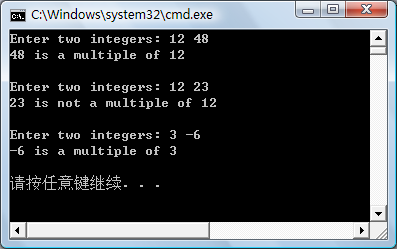 C:\Windows\system32\cmd.exe
Enter two integers: 12 48
48 is a multiple of 12
Enter two integers: 12 23
23 is not a multiple of 12
Enter two integers: 3 -6
-6 is a multiple of 3
请按任意键继续. . .